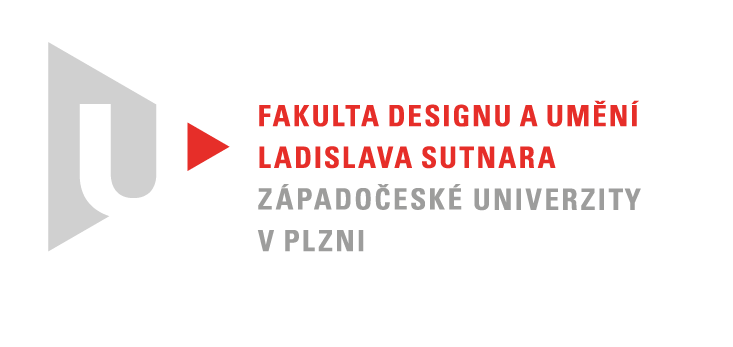 FAKULTA DESIGNU A UMĚNÍ
LADISLAVA SUTNARA
ZÁPADOČESKÉ UNIVERZITY
V PLZNI